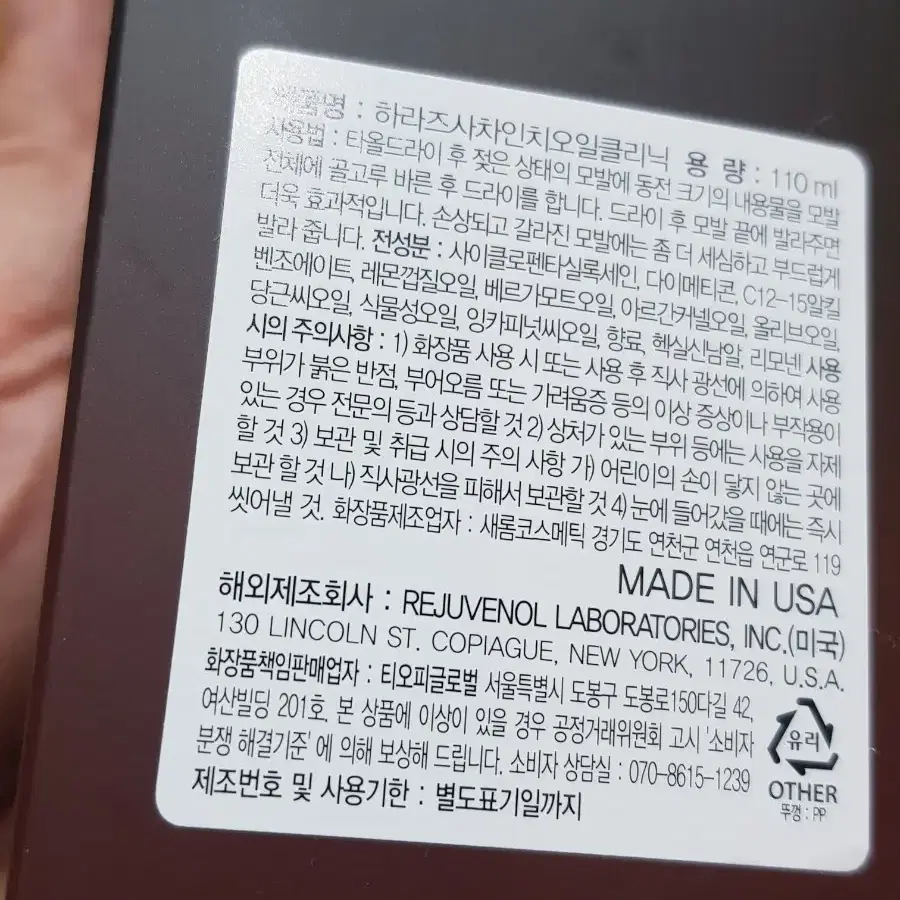 제품명 : 하라즈사차인치오일클리닉 용 량 : 110 ml
사용법 : 타올드라이 후 젖은 상태의 모발에 동전 크기의 내용물을 모발
전체에 골고루 바른 후 드라이를 합니다. 드라이 후 모발 끝에 발라주면
더욱 효과적입니다. 손상되고 갈라진 모발에는 좀 더 세심하고 부드럽게
발라 줍니다. 전성분 : 사이클로펜타실록세인, 다이메티콘, C12-15알킬
벤조에이트, 레몬껍질오일, 베르가모트오일, 아르간커넬오일, 올리브오일,
당근씨오일, 식물성오일, 잉카피넛씨오일, 향료, 헥실신남알, 리모넨 사용
시의 주의사항 : 1) 화장품 사용 시 또는 사용 후 직사 광선에 의하여 사용
부위가 붉은 반점, 부어오름 또는 가려움증 등의 이상 증상이나 부작용이
있는 경우 전문의 등과 상담할 것 2) 상처가 있는 부위 등에는 사용을 자제
할 것 3) 보관 및 취급 시의 주의 사항 가) 어린이의 손이 닿지 않는 곳에
보관 할 것 나) 직사광선을 피해서 보관할 것 4) 눈에 들어갔을 때에는 즉시
씻어낼 것. 화장품제조업자 : 새롬코스메틱 경기도 연천군 연천읍 연군로 119
MADE IN USA
해외제조회사 : REJUVENOL LABORATORIES, INC.(미국)
130 LINCOLN ST. COPIAGUE, NEW YORK, 11726, U.S.A.
화장품책임판매업자 : 티오피글로벌 서울특별시 도봉구 도봉로150다길 42,
여산빌딩 201호. 본 상품에 이상이 있을 경우 공정거래위원회 고시 '소비자
분쟁 해결기준' 에 의해 보상해 드립니다. 소비자 상담실 : 070-8615-1239
제조번호 및 사용기한 : 별도표기일까지
유리
OTHER
뚜껑 : PP